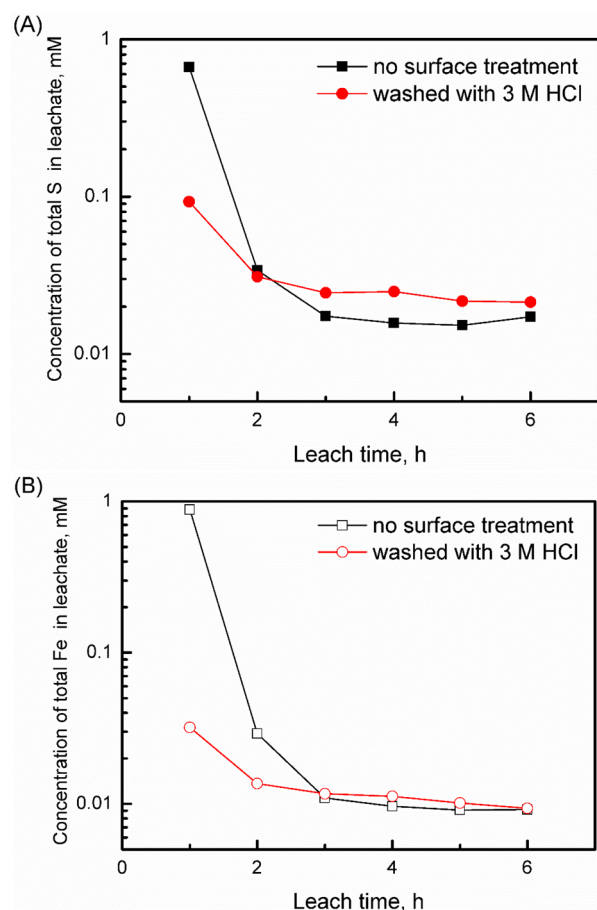 (A)
1
no surface treatment
washed with 3 M HCl
0.1
0.01
Concentration of total S in leachate, mM
0
2
4
6
Leach time, h
(B)
1
no surface treatment
washed with 3 M HCl
0.1
0.01
Concentration of total Fe in leachate, mM
0
2
4
6
Leach time, h